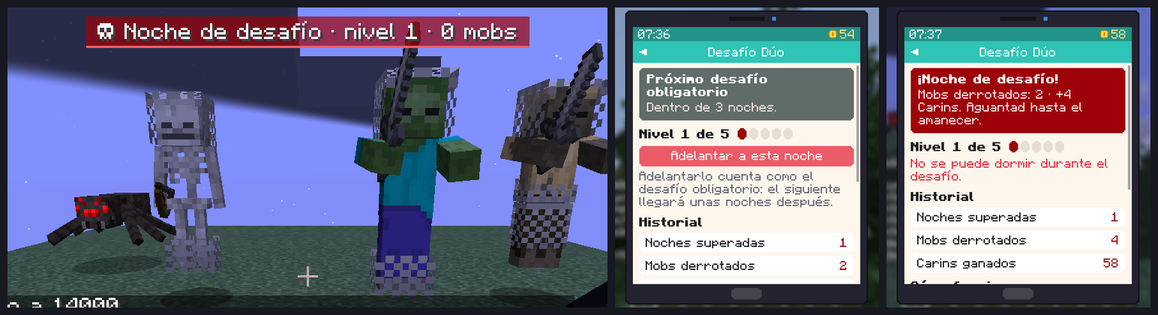 Noche de desafío · nivel 1 · 0 mobs
07:36
54
Desafío Dúo
Próximo desafío
obligatorio
Dentro de 3 noches.
Nivel 1 de 5
Adelantar a esta noche
Adelantarlo cuenta como el
desafío obligatorio: el siguiente
llegará unas noches después.
Historial
Noches superadas 1
Mobs derrotados 2
07:37
58
Desafío Dúo
¡Noche de desafío!
Mobs derrotados: 2 · +4
Carins. Aguantad hasta el
amanecer.
Nivel 1 de 5
No se puede dormir durante el
desafío.
Historial
Noches superadas 1
Mobs derrotados 4
Carins ganados 58